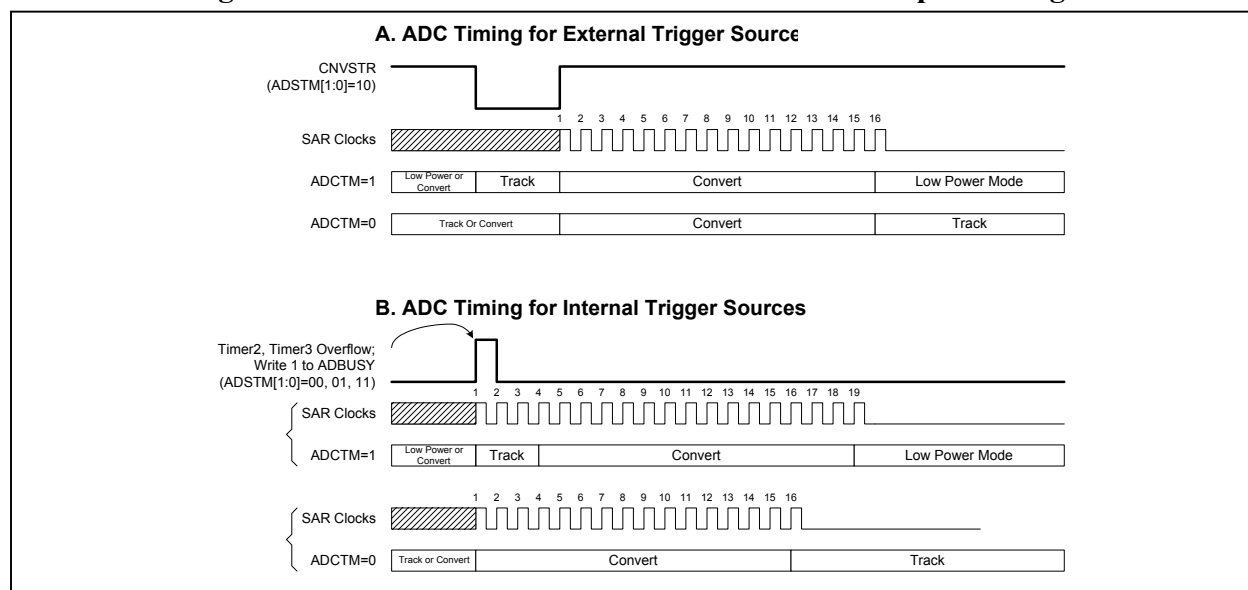 A. ADC Timing for External Trigger Source
CNVSTR
(ADSTM[1:0]=10)
1 2 3 4 5 6 7 8 9 10 11 12 13 14 15 16
SAR Clocks
ADCTM=1 Low Power or Convert Track Convert Low Power Mode
ADCTM=0 Track Or Convert Convert Track
B. ADC Timing for Internal Trigger Sources
Timer2, Timer3 Overflow;
Write 1 to ADBUSY
(ADSTM[1:0]=00, 01, 11)
1 2 3 4 5 6 7 8 9 10 11 12 13 14 15 16 17 18 19
SAR Clocks
ADCTM=1 Low Power or Convert Track Convert Low Power Mode
1 2 3 4 5 6 7 8 9 10 11 12 13 14 15 16
SAR Clocks
ADCTM=0 Track or Convert Convert Track